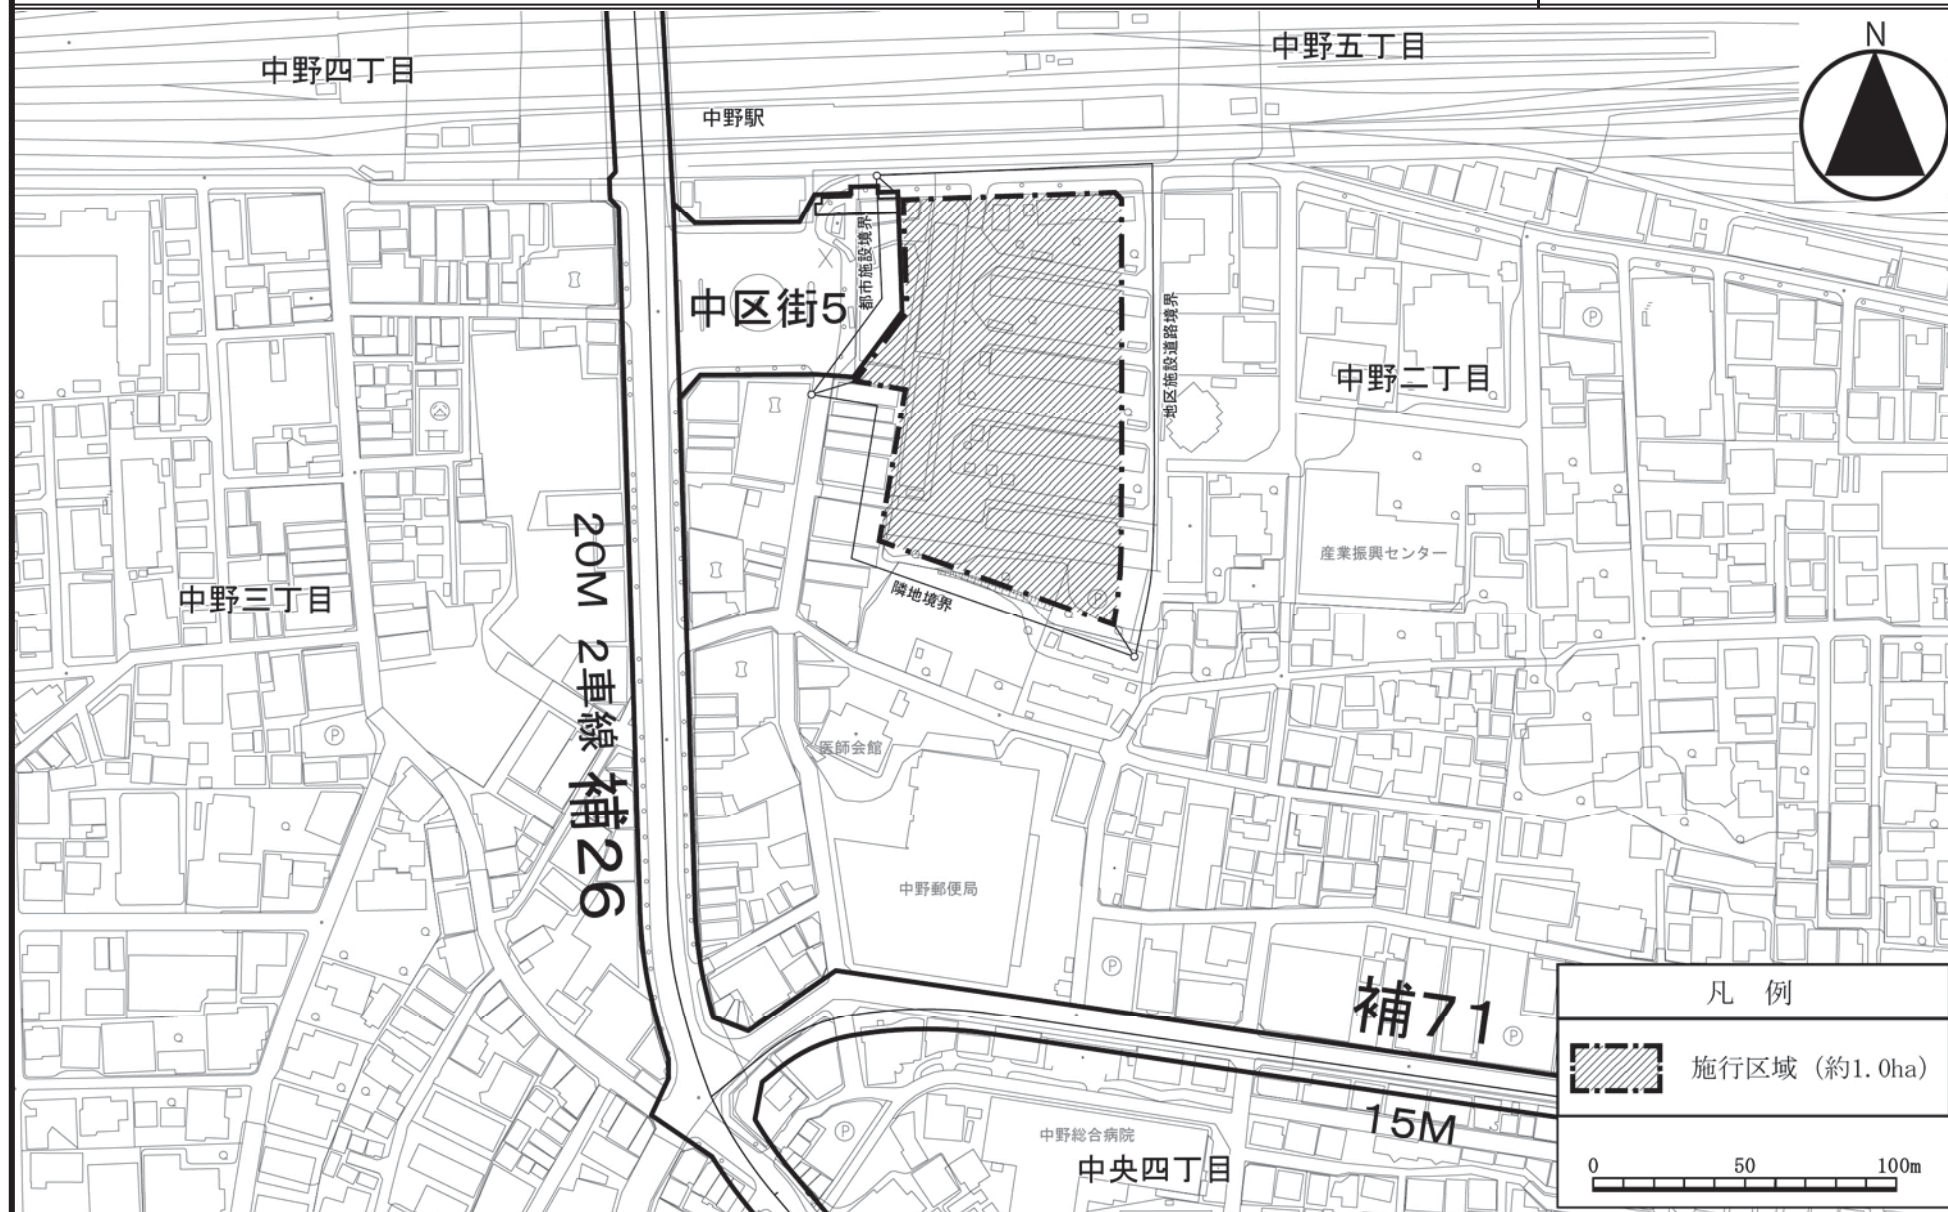 中野四丁目
中野五丁目
N
中野駅
都市施設境界
中区街5
地区施設道路境界
中野二丁目
P
産業振興センター
20M 2車線 補26
中野三丁目
隣地境界
P
P
医師会館
中野郵便局
P
補71
P
15M
P
中野総合病院
中央四丁目
凡 例
施行区域 (約1.0ha)
0 50 100m